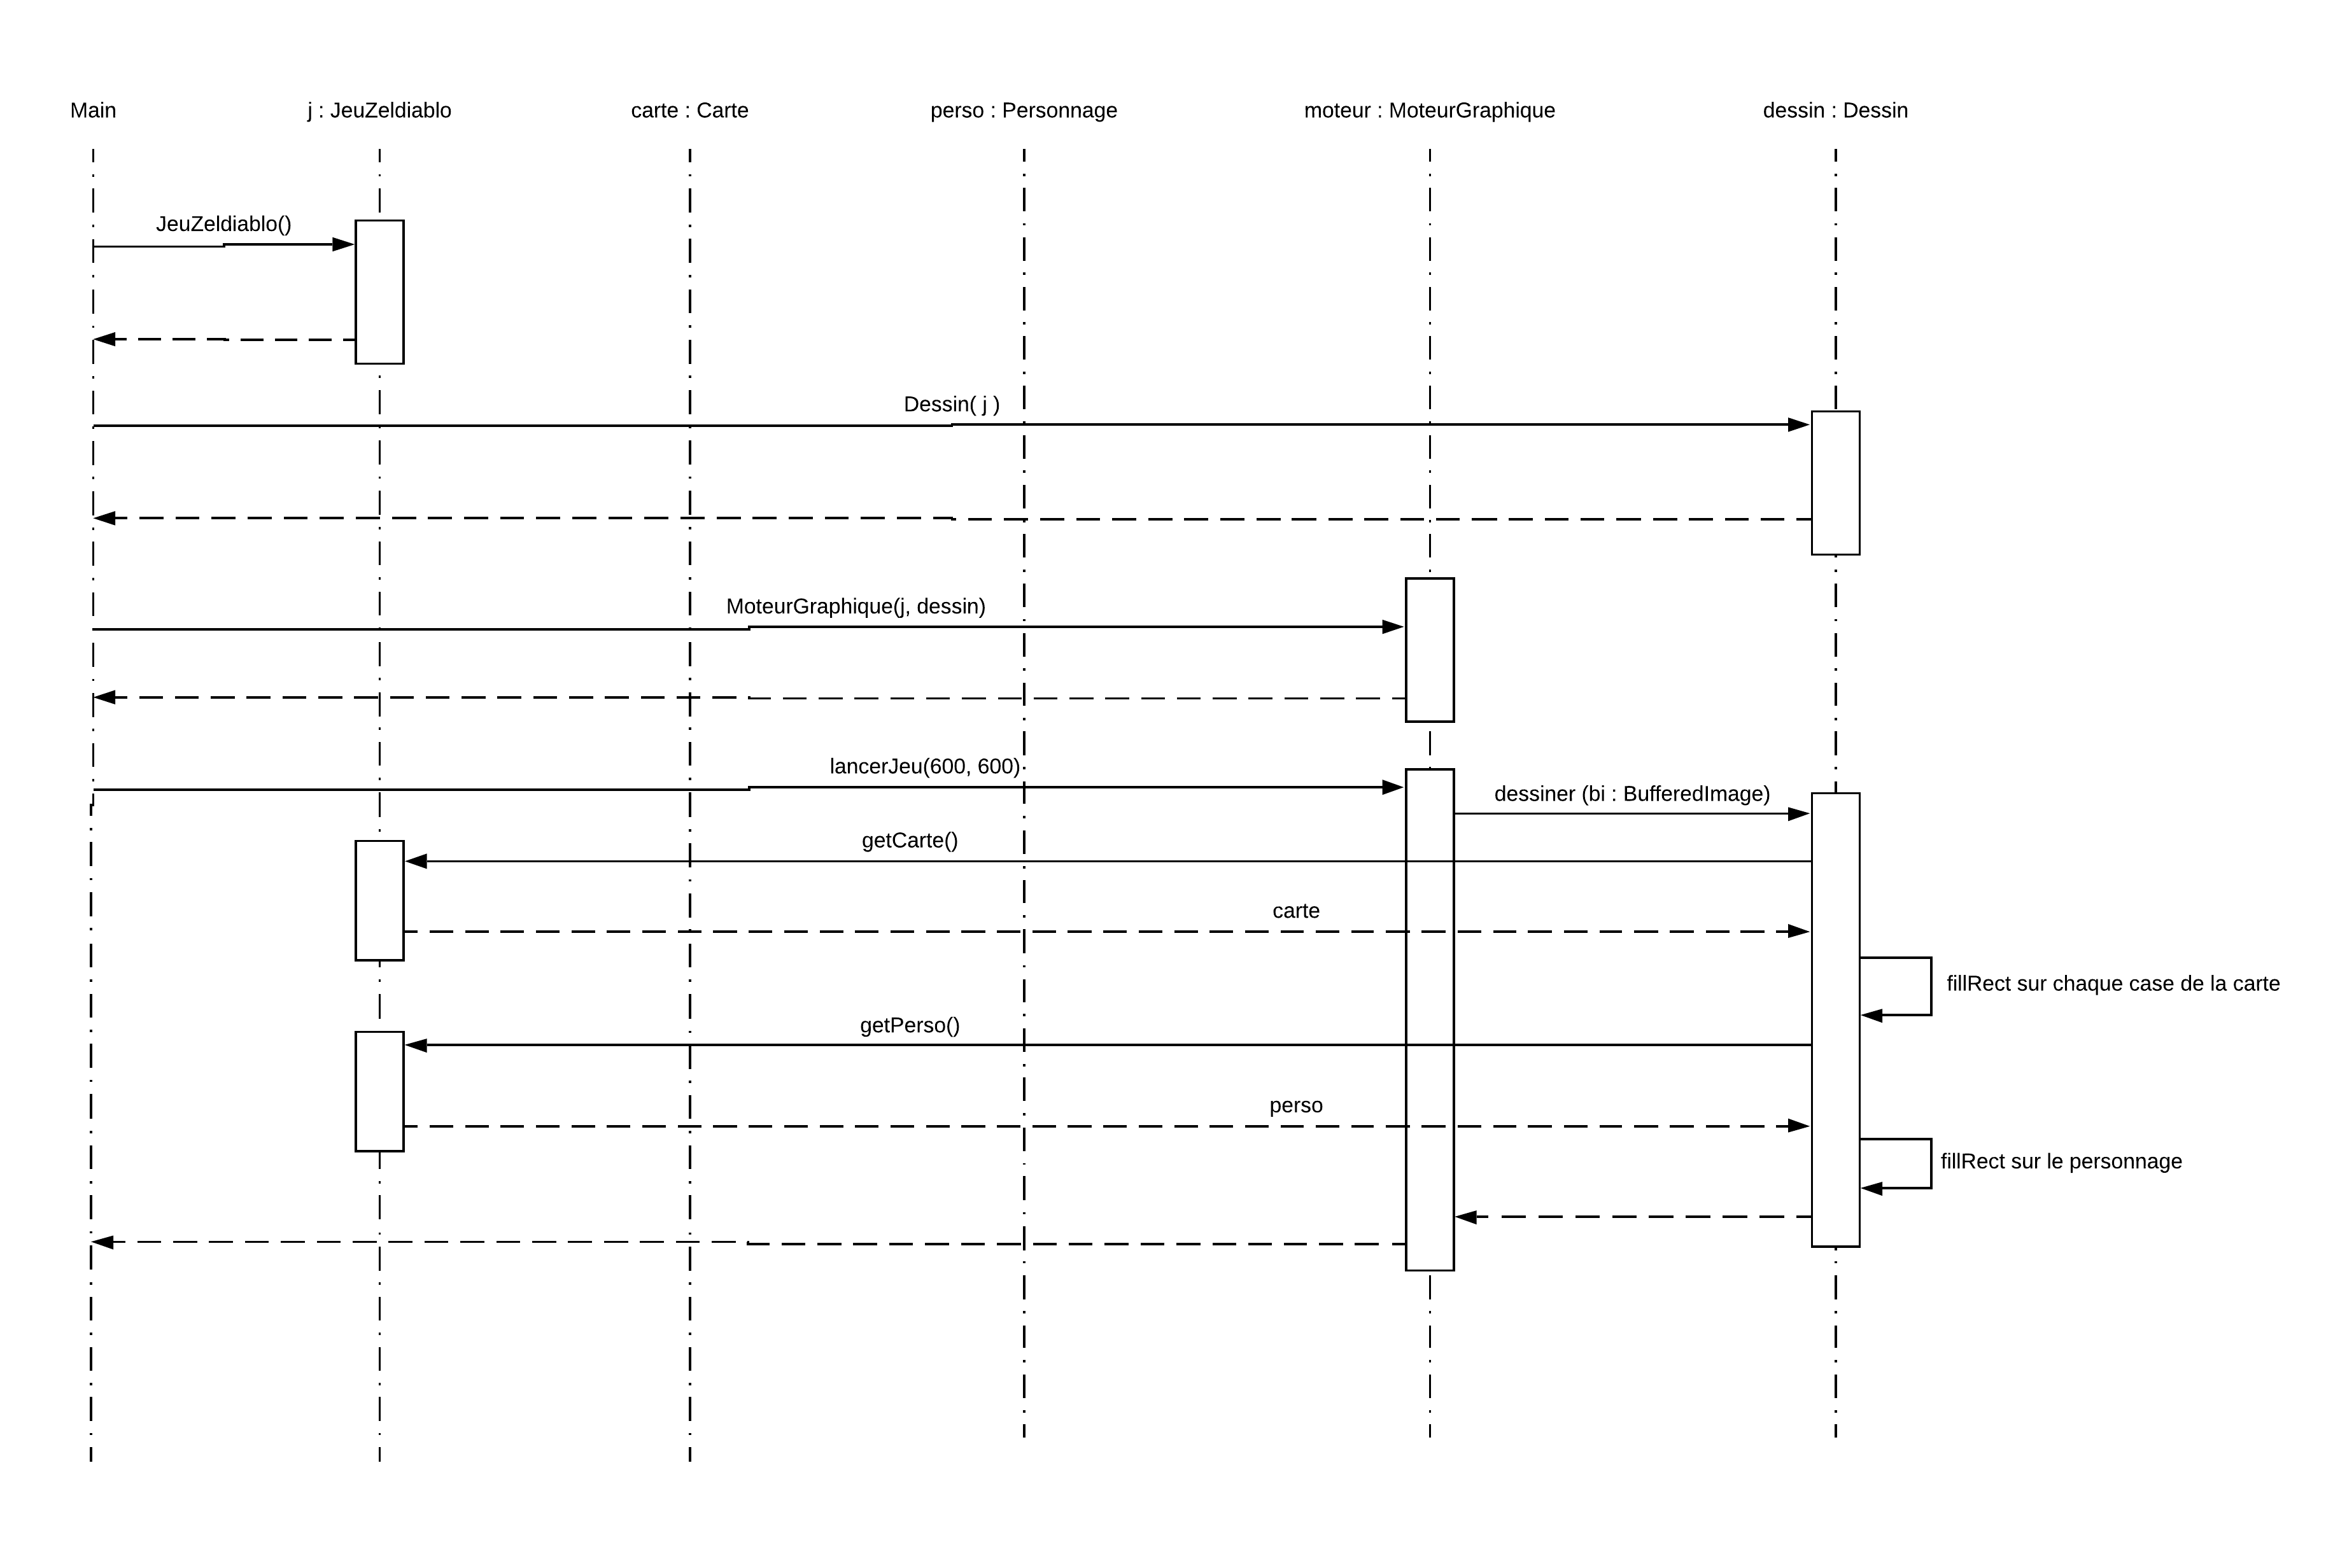 Main
j : JeuZeldiablo
carte : Carte
perso : Personnage
moteur : MoteurGraphique
dessin : Dessin
JeuZeldiablo()
Dessin( j )
MoteurGraphique(j, dessin)
lancerJeu(600, 600)
dessiner (bi : BufferedImage)
getCarte()
carte
fillRect sur chaque case de la carte
getPerso()
perso
fillRect sur le personnage